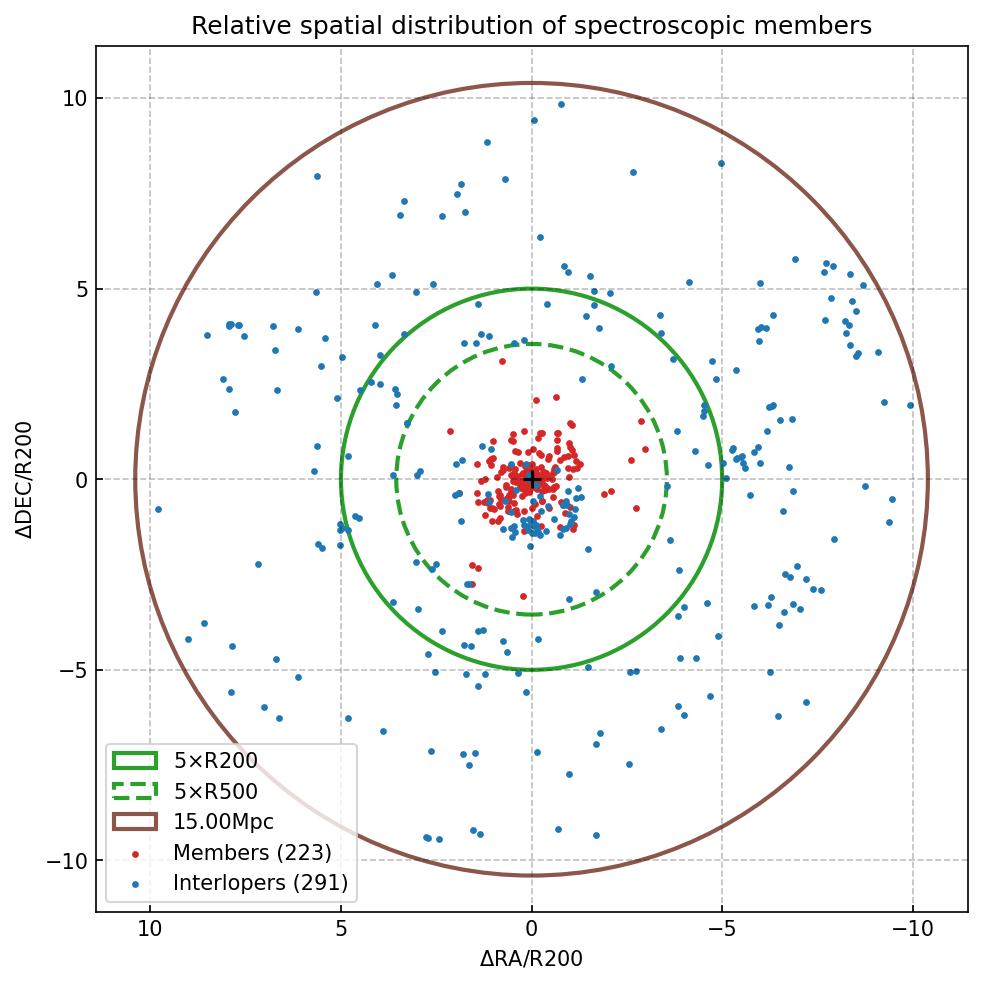 Relative spatial distribution of spectroscopic members
10
5
0
−5
−10
ΔDEC/R200
5×R200
5×R500
15.00Mpc
Members (223)
Interlopers (291)
10
5
0
−5
−10
ΔRA/R200